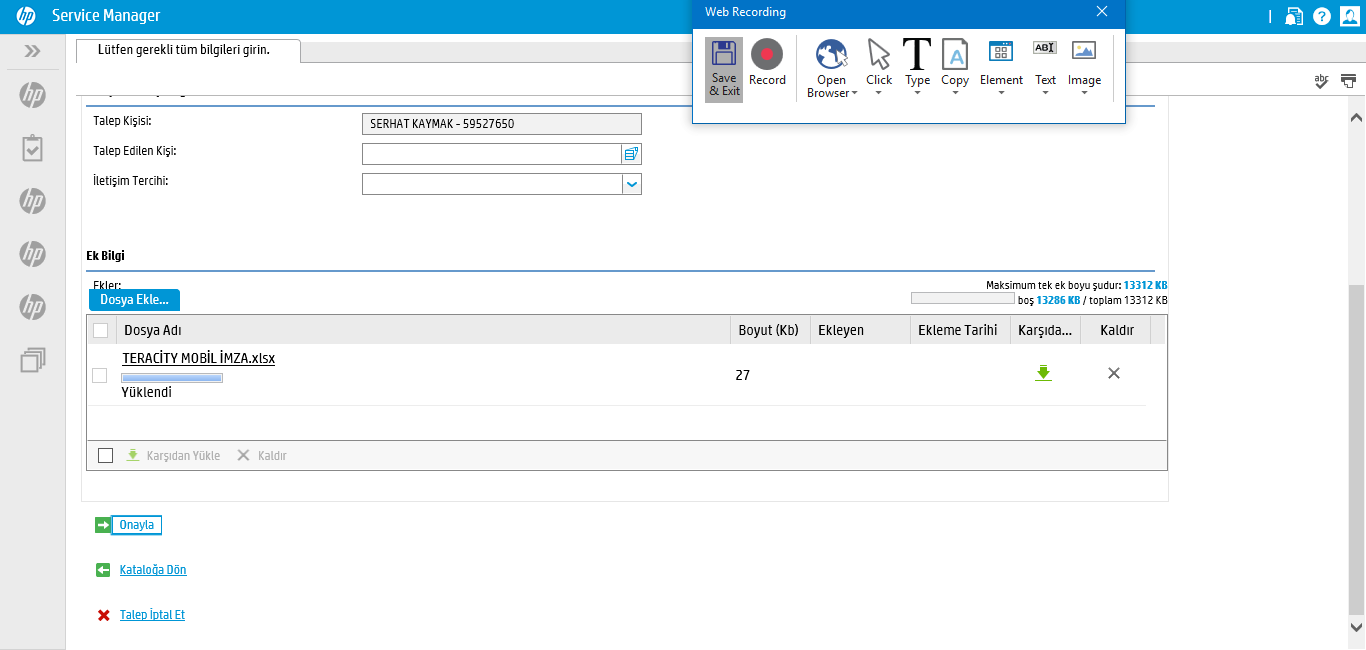 Service Manager
Web Recording
Lütfen gerekli tüm bilgileri girin.
Save & Exit
Record
Open Browser
Click
Type
Copy
Element
Text
Image
ABI
abc
Talep Kişisi:
SERHAT KAYMAK - 59527650
Talep Edilen Kişi:
İletişim Tercihi:
Ek Bilgi
Ekler:
Maksimum tek ek boyu şudur: 13312 KB
Dosya Ekle...
boş 13286 KB / toplam 13312 KB
Dosya Adı
Boyut (Kb)
Ekleyen
Ekleme Tarihi
Karşıda...
Kaldır
TERACİTY MOBİL İMZA.xlsx
27
Yüklendi
Karşıdan Yükle
Kaldır
Onayla
Kataloğa Dön
Talep İptal Et